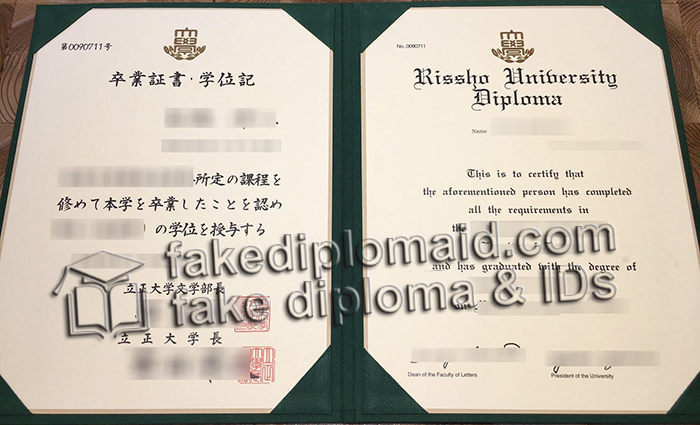 第0090711号
卒業証書・学位記
所定の課程を
修めて本学を卒業したことを認め
の学位を授与する
立正大学文学部長
立正大学長
No.0090711
Rissho University
Diploma
Name
This is to certify that
the aforementioned person has completed
all the requirements in
the
and has graduated with the degree of
Dean of the Faculty of Letters
President of the University
fakediplomaid.com
fake diploma & IDs